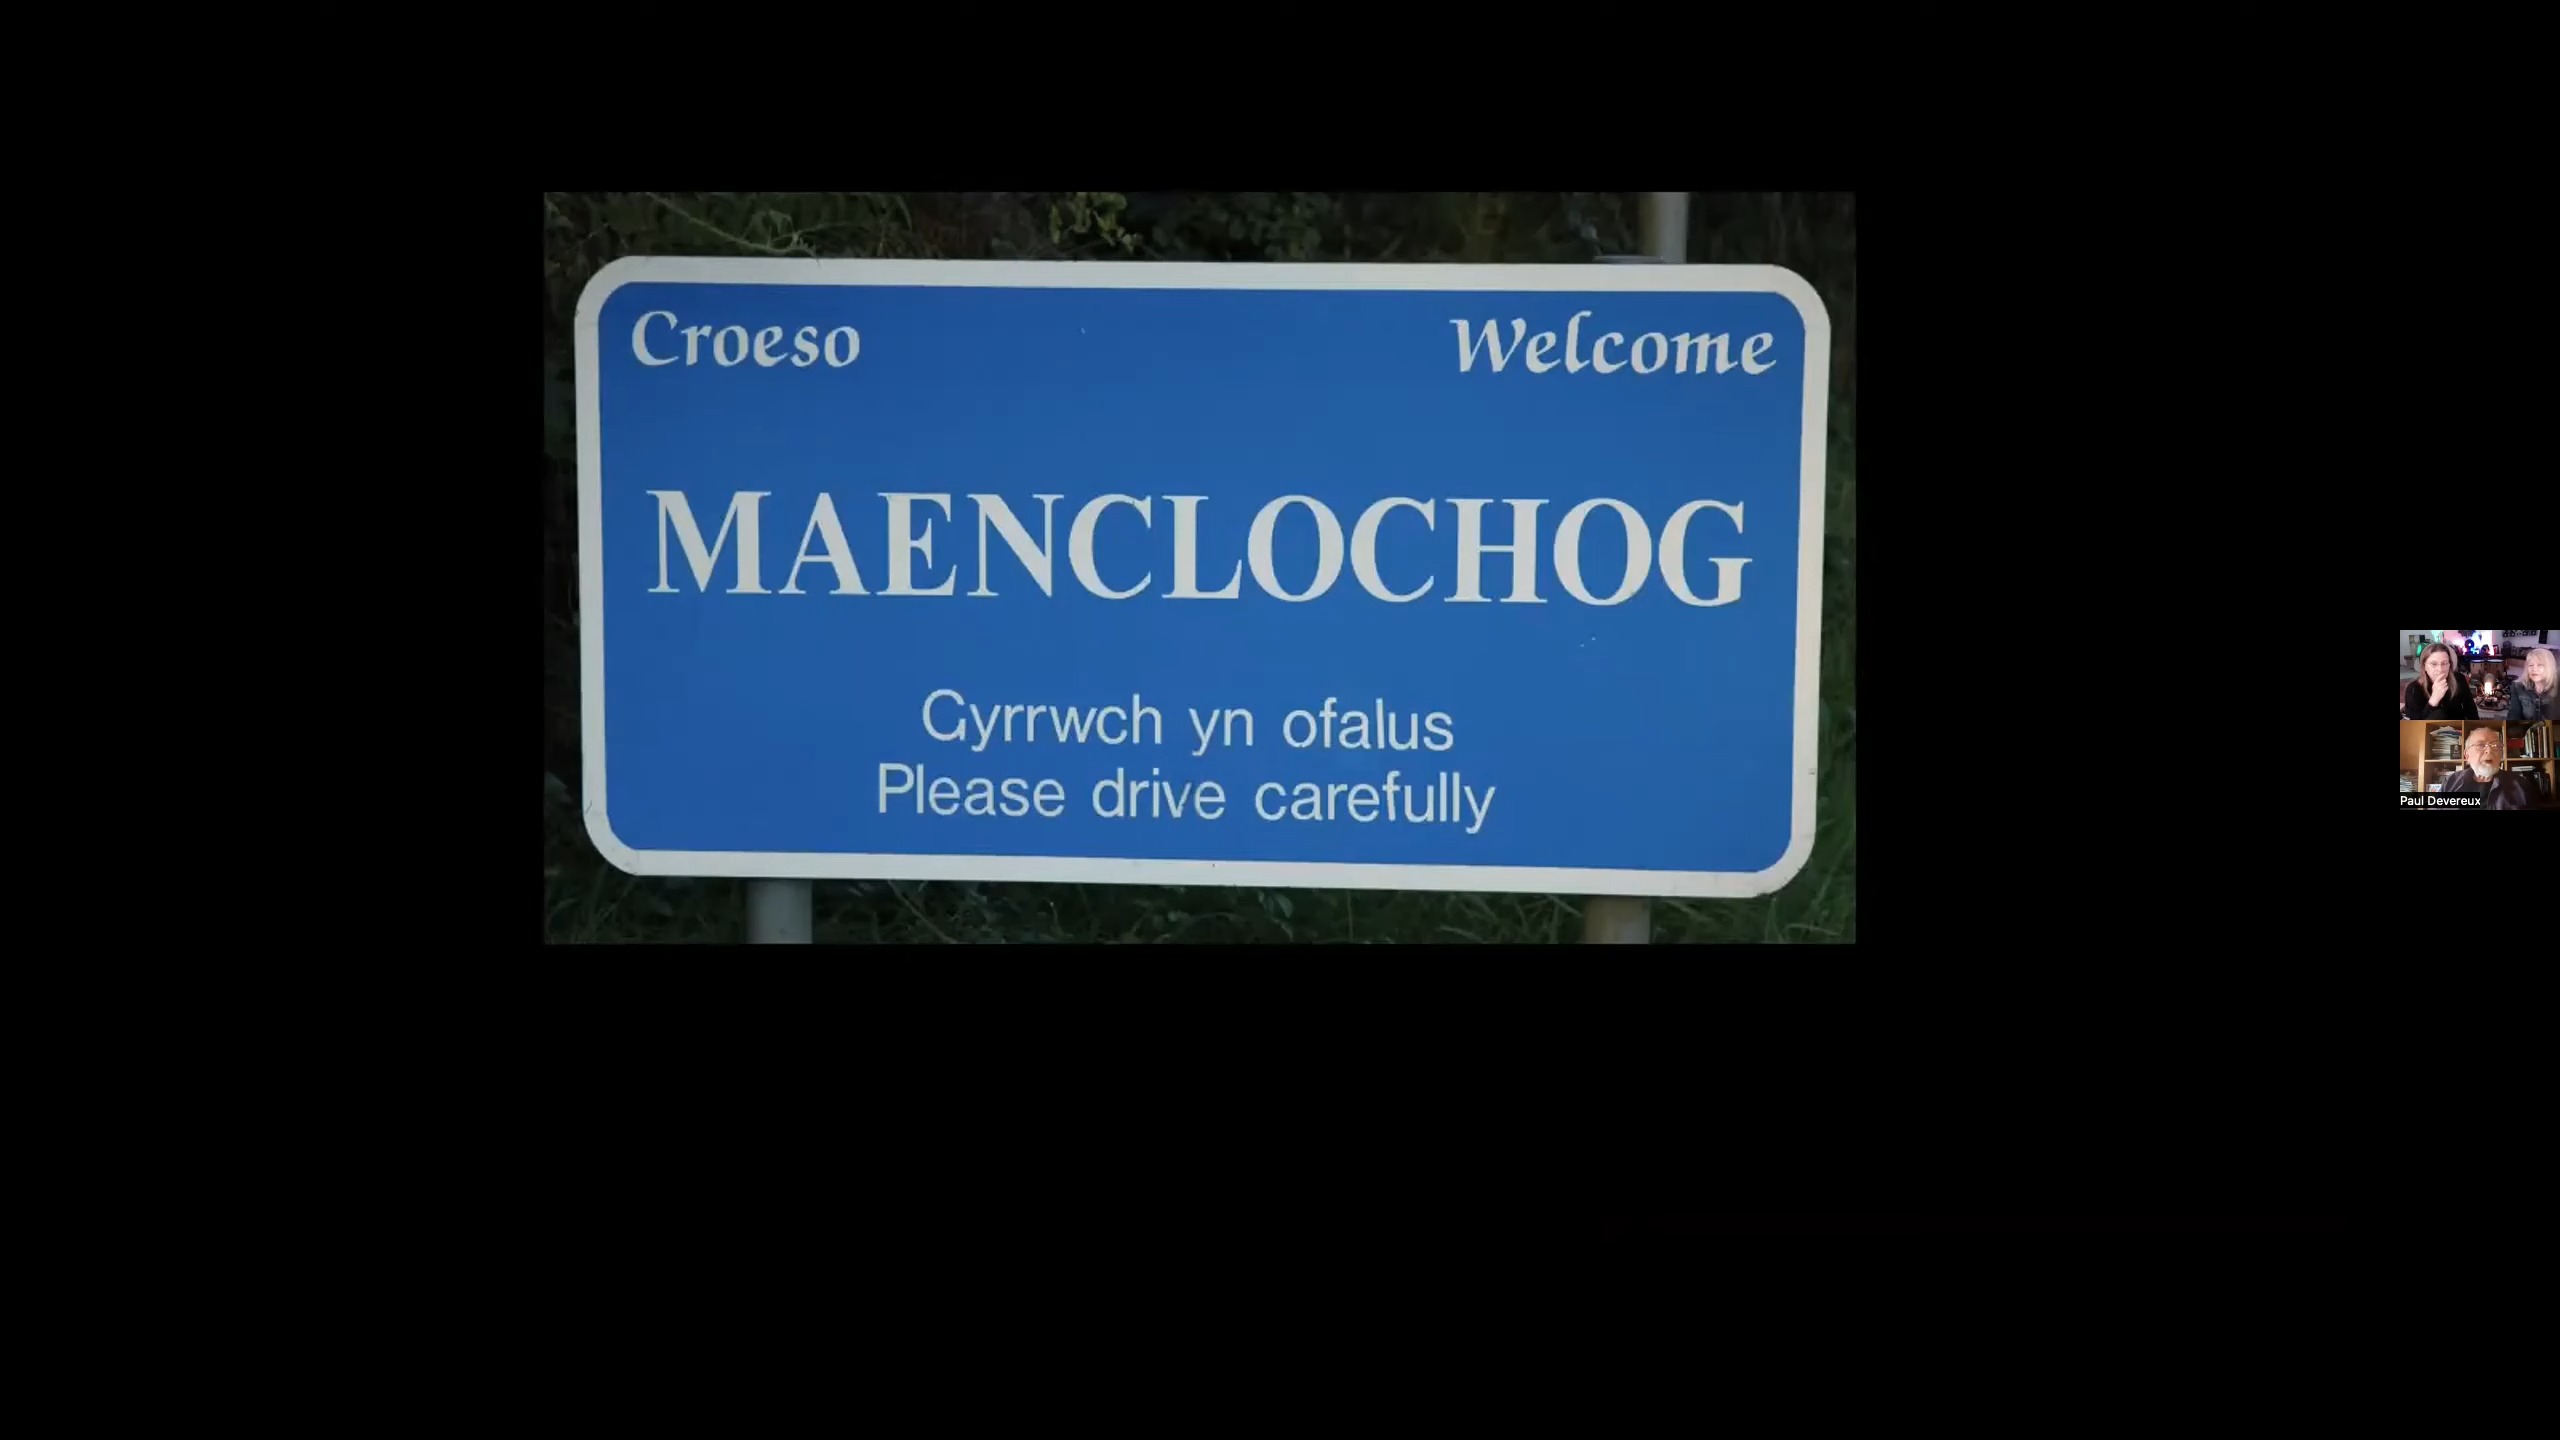 Croeso Welcome
MAENCLOCHOG
Gyrrwch yn ofalus
Please drive carefully
Paul Devereux